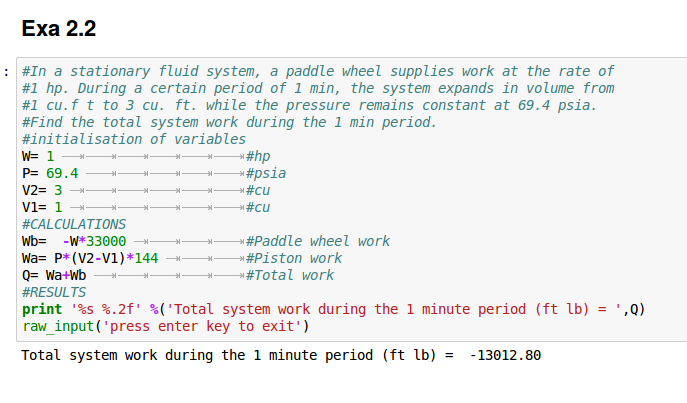 Exa 2.2
:
#In a stationary fluid system, a paddle wheel supplies work at the rate of
#1 hp. During a certain period of 1 min, the system expands in volume from
#1 cu.f t to 3 cu. ft. while the pressure remains constant at 69.4 psia.
#Find the total system work during the 1 min period.
#initialisation of variables
W= 1 #hp
P= 69.4 #psia
V2= 3 #cu
V1= 1 #cu
#CALCULATIONS
Wb=  -W*33000 #Paddle wheel work
Wa= P*(V2-V1)*144 #Piston work
Q= Wa+Wb #Total work
#RESULTS
print '%s %.2f' %('Total system work during the 1 minute period (ft lb) = ',Q)
raw_input('press enter key to exit')
Total system work during the 1 minute period (ft lb) =  -13012.80